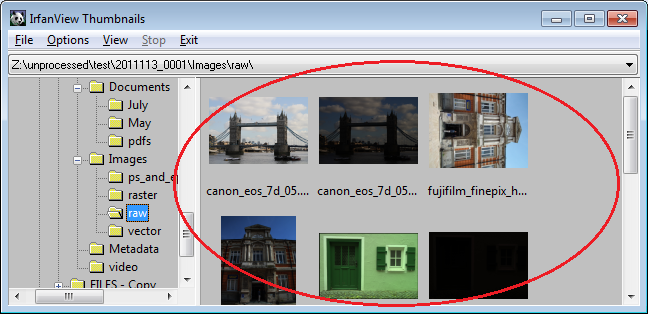 IrfanView Thumbnails
File Options View Stop Exit
Z:\unprocessed\test\2011113_0001\Images\raw\
Documents
July
May
pdfs
Images
ps_and_e
raster
raw
vector
Metadata
video
FILES - Copy
canon_eos_7d_05.... canon_eos_7d_05.... fujifilm_finepix_h...